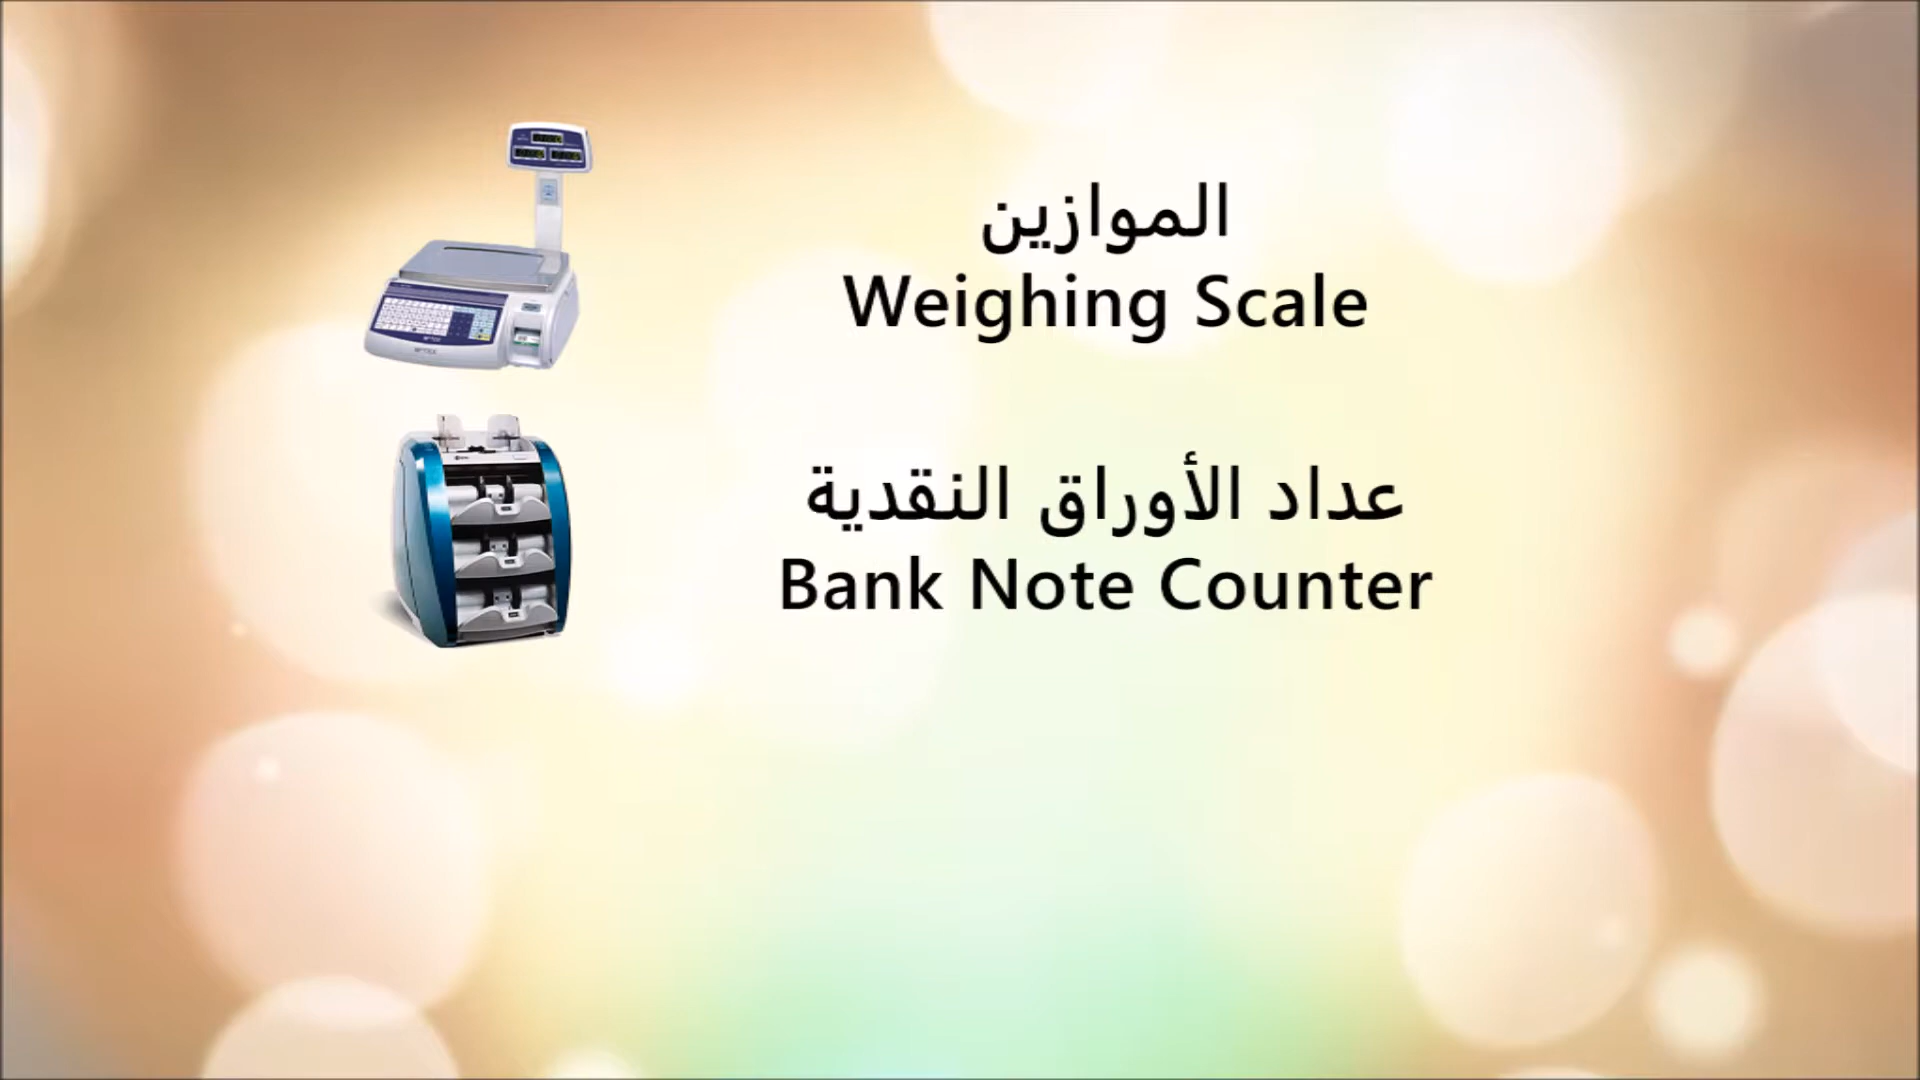 الموازين
Weighing Scale
عداد الأوراق النقدية
Bank Note Counter